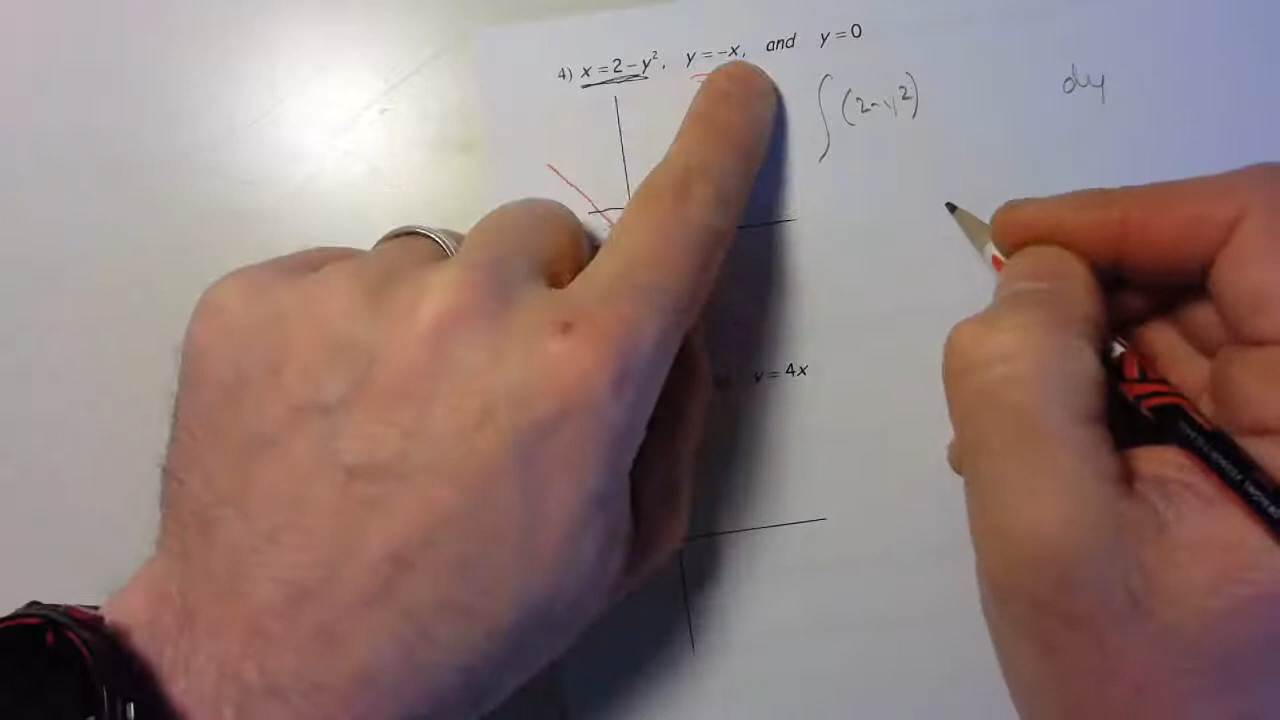 4) x = 2 – y², y = –x, and y = 0
∫ (2-y²) dy
y = 4x